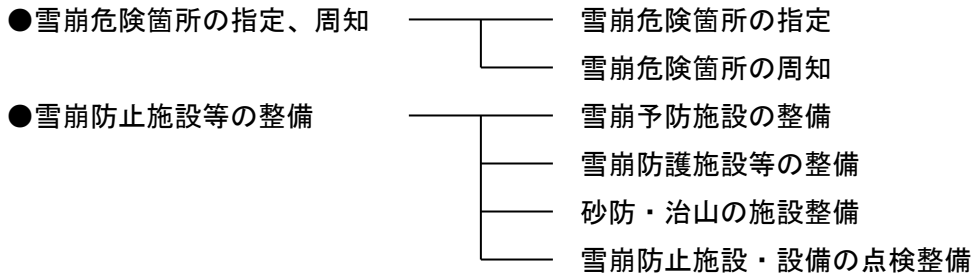 ●雪崩危険箇所の指定、周知 雪崩危険箇所の指定
雪崩危険箇所の周知
●雪崩防止施設等の整備 雪崩予防施設の整備
雪崩防護施設等の整備
砂防・治山の施設整備
雪崩防止施設・設備の点検整備